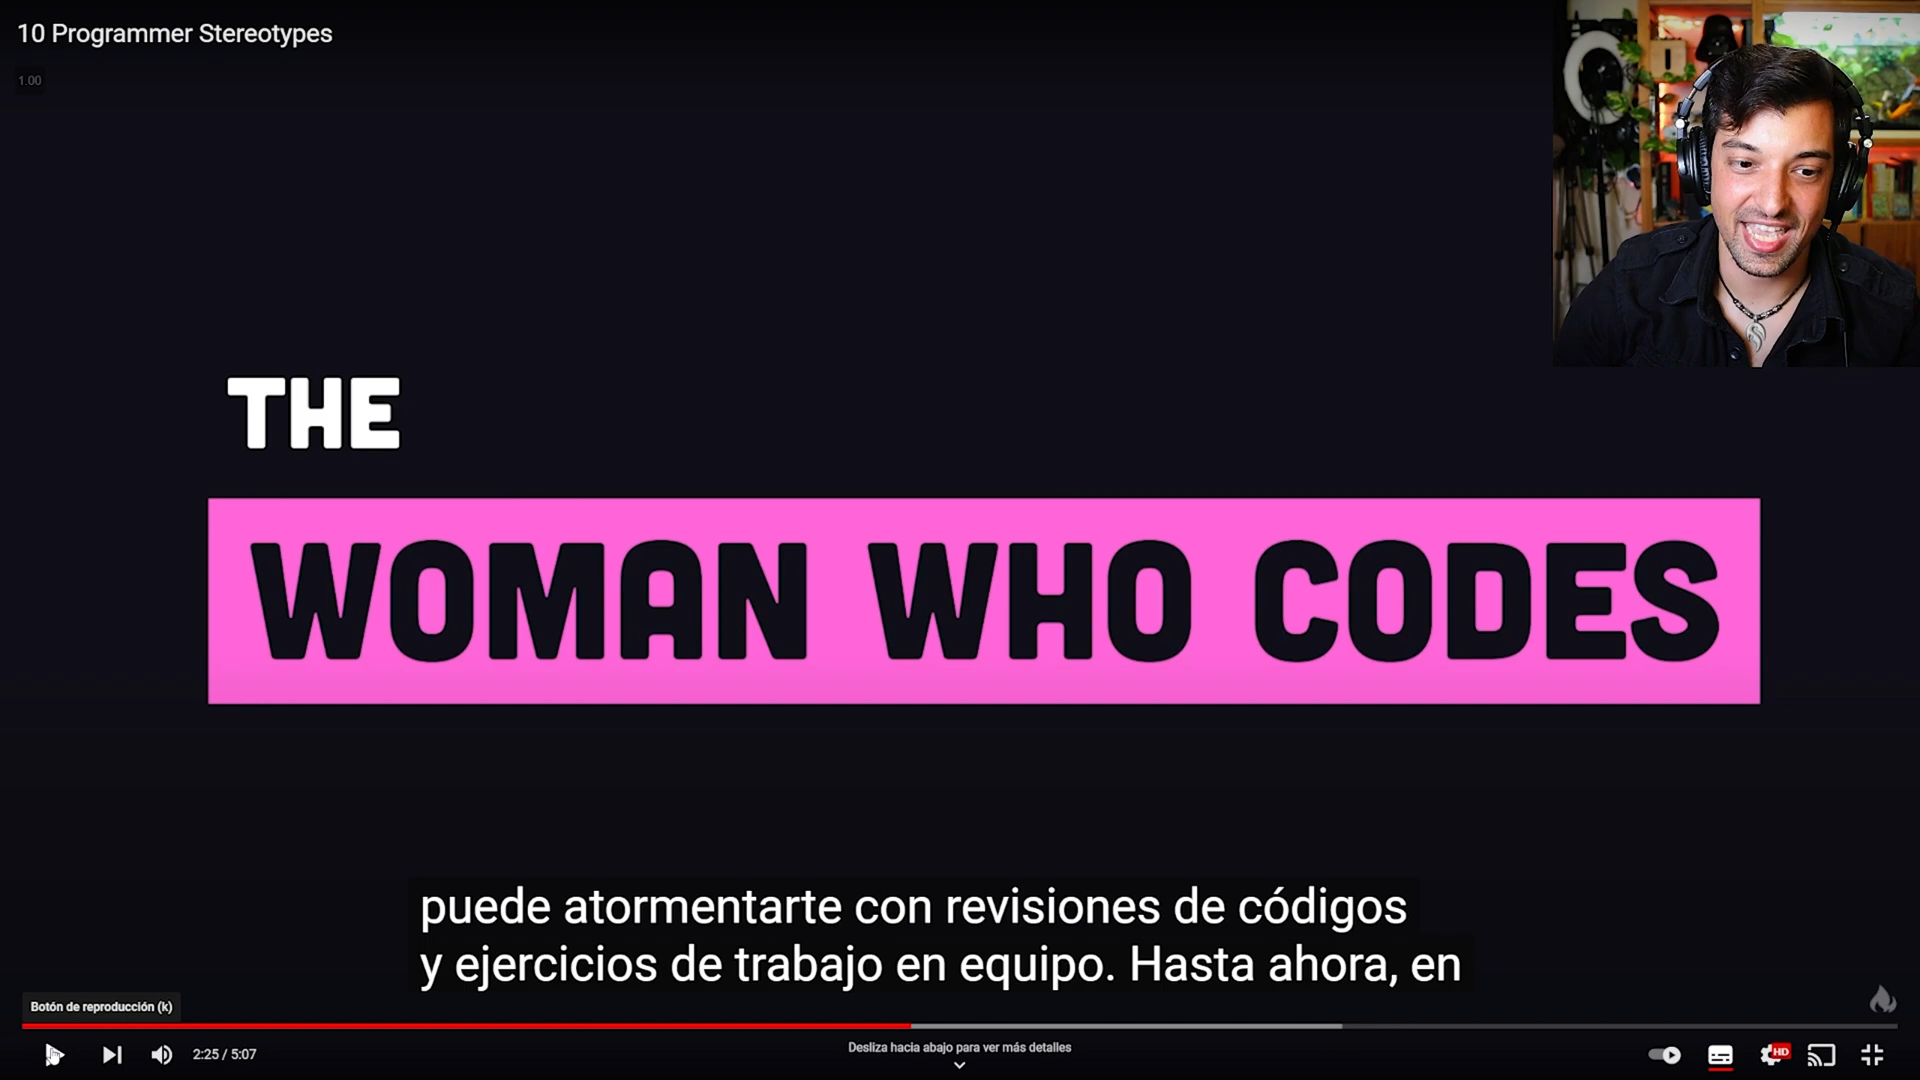 10 Programmer Stereotypes
1.00
THE
WOMAN WHO CODES
puede atormentarte con revisiones de códigos
y ejercicios de trabajo en equipo. Hasta ahora, en
Botón de reproducción (k)
2:25 / 5:07
Desliza hacia abajo para ver más detalles
HD